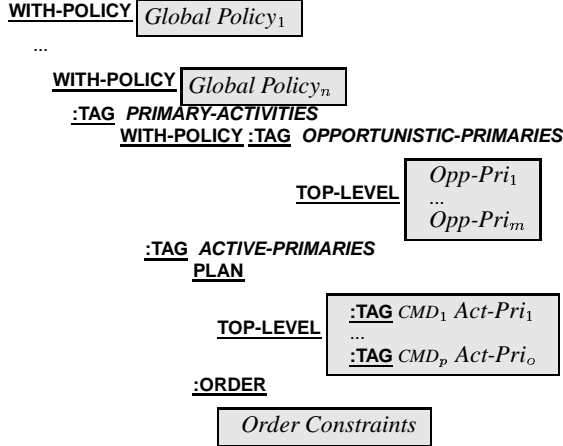 WITH-POLICY Global Policy₁
...
WITH-POLICY Global Policyₙ
:TAG PRIMARY-ACTIVITIES
WITH-POLICY :TAG OPPORTUNISTIC-PRIMARIES
Opp-Pri₁
TOP-LEVEL ...
Opp-Priₘ
:TAG ACTIVE-PRIMARIES
PLAN
:TAG CMD₁ Act-Pri₁
TOP-LEVEL ...
:TAG CMDₚ Act-Priₒ
:ORDER
Order Constraints